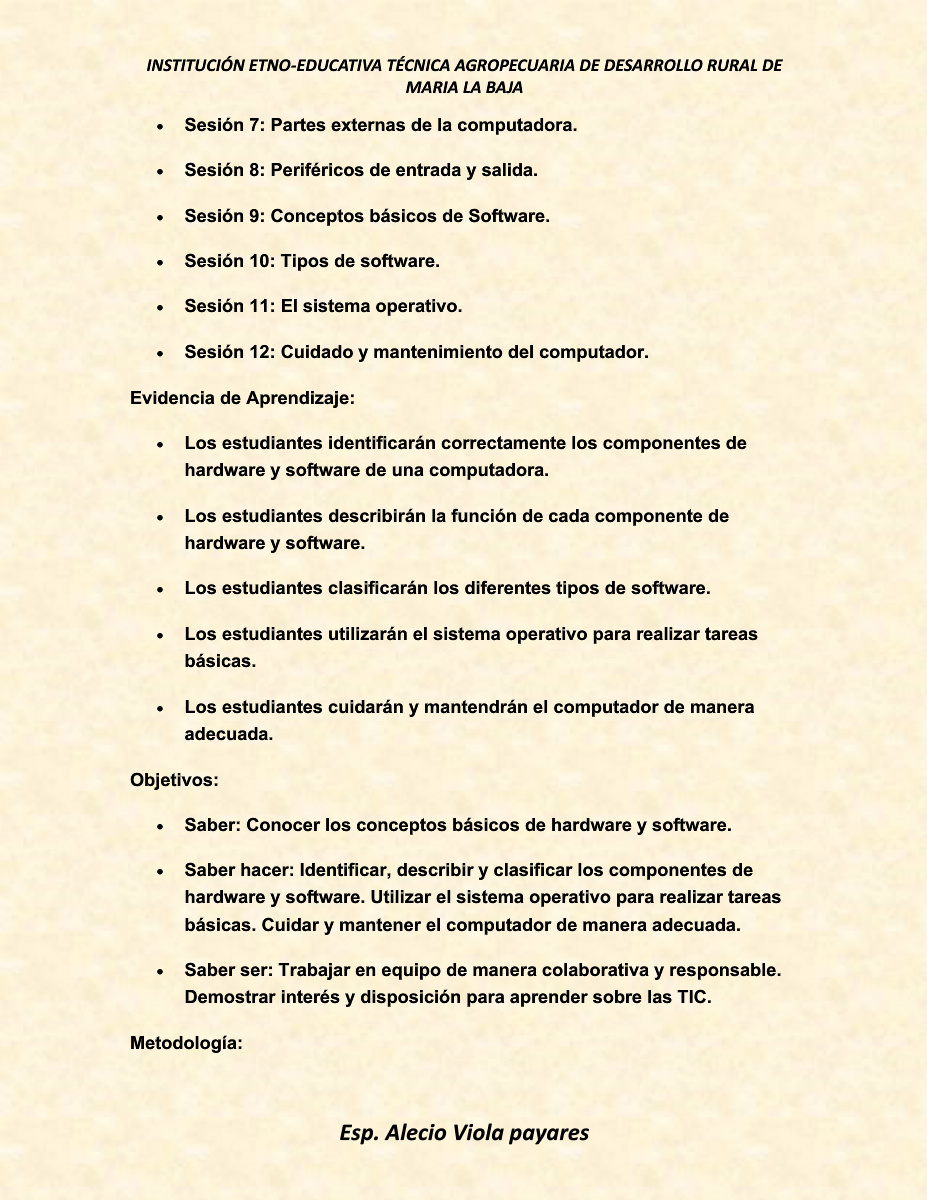 INSTITUCIÓN ETNO-EDUCATIVA TÉCNICA AGROPECUARIA DE DESARROLLO RURAL DE
MARIA LA BAJA
• Sesión 7: Partes externas de la computadora.
• Sesión 8: Periféricos de entrada y salida.
• Sesión 9: Conceptos básicos de Software.
• Sesión 10: Tipos de software.
• Sesión 11: El sistema operativo.
• Sesión 12: Cuidado y mantenimiento del computador.
Evidencia de Aprendizaje:
• Los estudiantes identificarán correctamente los componentes de
hardware y software de una computadora.
• Los estudiantes describirán la función de cada componente de
hardware y software.
• Los estudiantes clasificarán los diferentes tipos de software.
• Los estudiantes utilizarán el sistema operativo para realizar tareas
básicas.
• Los estudiantes cuidarán y mantendrán el computador de manera
adecuada.
Objetivos:
• Saber: Conocer los conceptos básicos de hardware y software.
• Saber hacer: Identificar, describir y clasificar los componentes de
hardware y software. Utilizar el sistema operativo para realizar tareas
básicas. Cuidar y mantener el computador de manera adecuada.
• Saber ser: Trabajar en equipo de manera colaborativa y responsable.
Demostrar interés y disposición para aprender sobre las TIC.
Metodología:
Esp. Alecio Viola payares